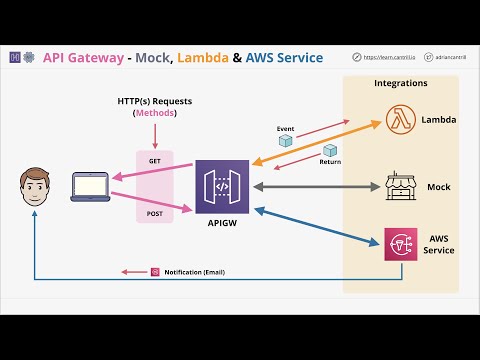 API Gateway - Mock, Lambda & AWS Service
https://learn.cantrill.io
adriancantrill
Integrations
HTTP(s) Requests
(Methods)
Event
Lambda
Return
GET
Mock
POST
APIGW
AWS
Service
Notification (Email)